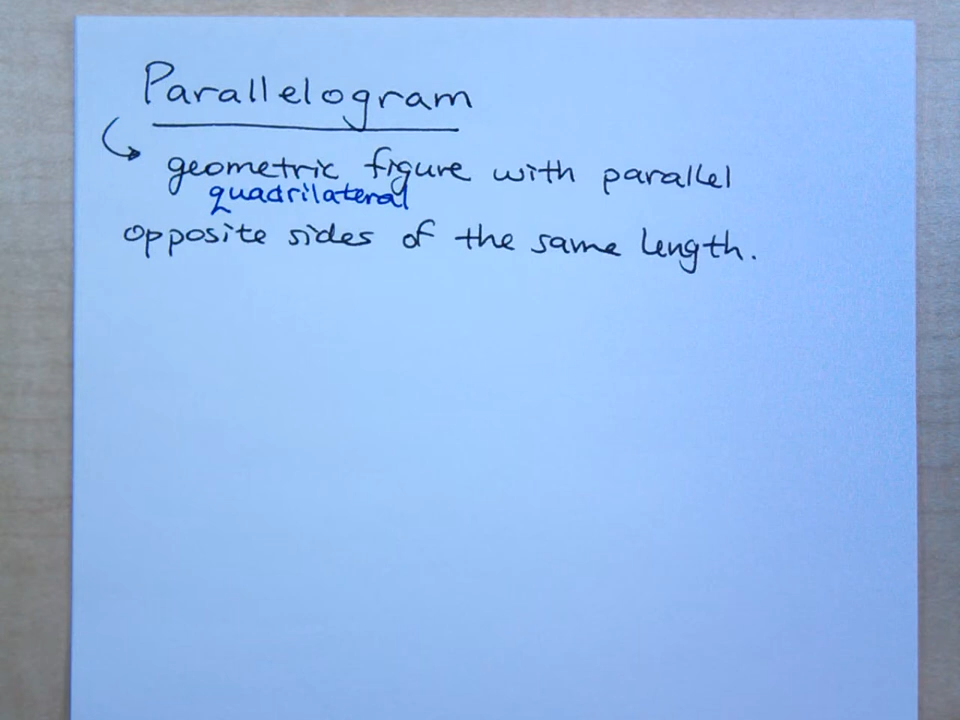 Parallelogram
geometric figure with parallel
quadrilateral
opposite sides of the same length.